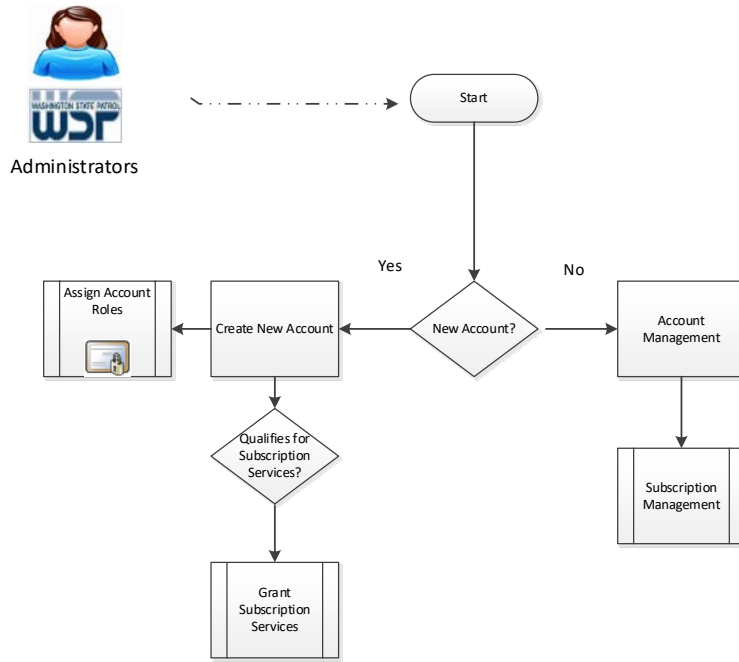 WASHINGTON STATE PATROL
WSP
Administrators
Start
Yes
No
Assign Account
Roles
Create New Account
New Account?
Account
Management
Qualifies for
Subscription
Services?
Subscription
Management
Grant
Subscription
Services